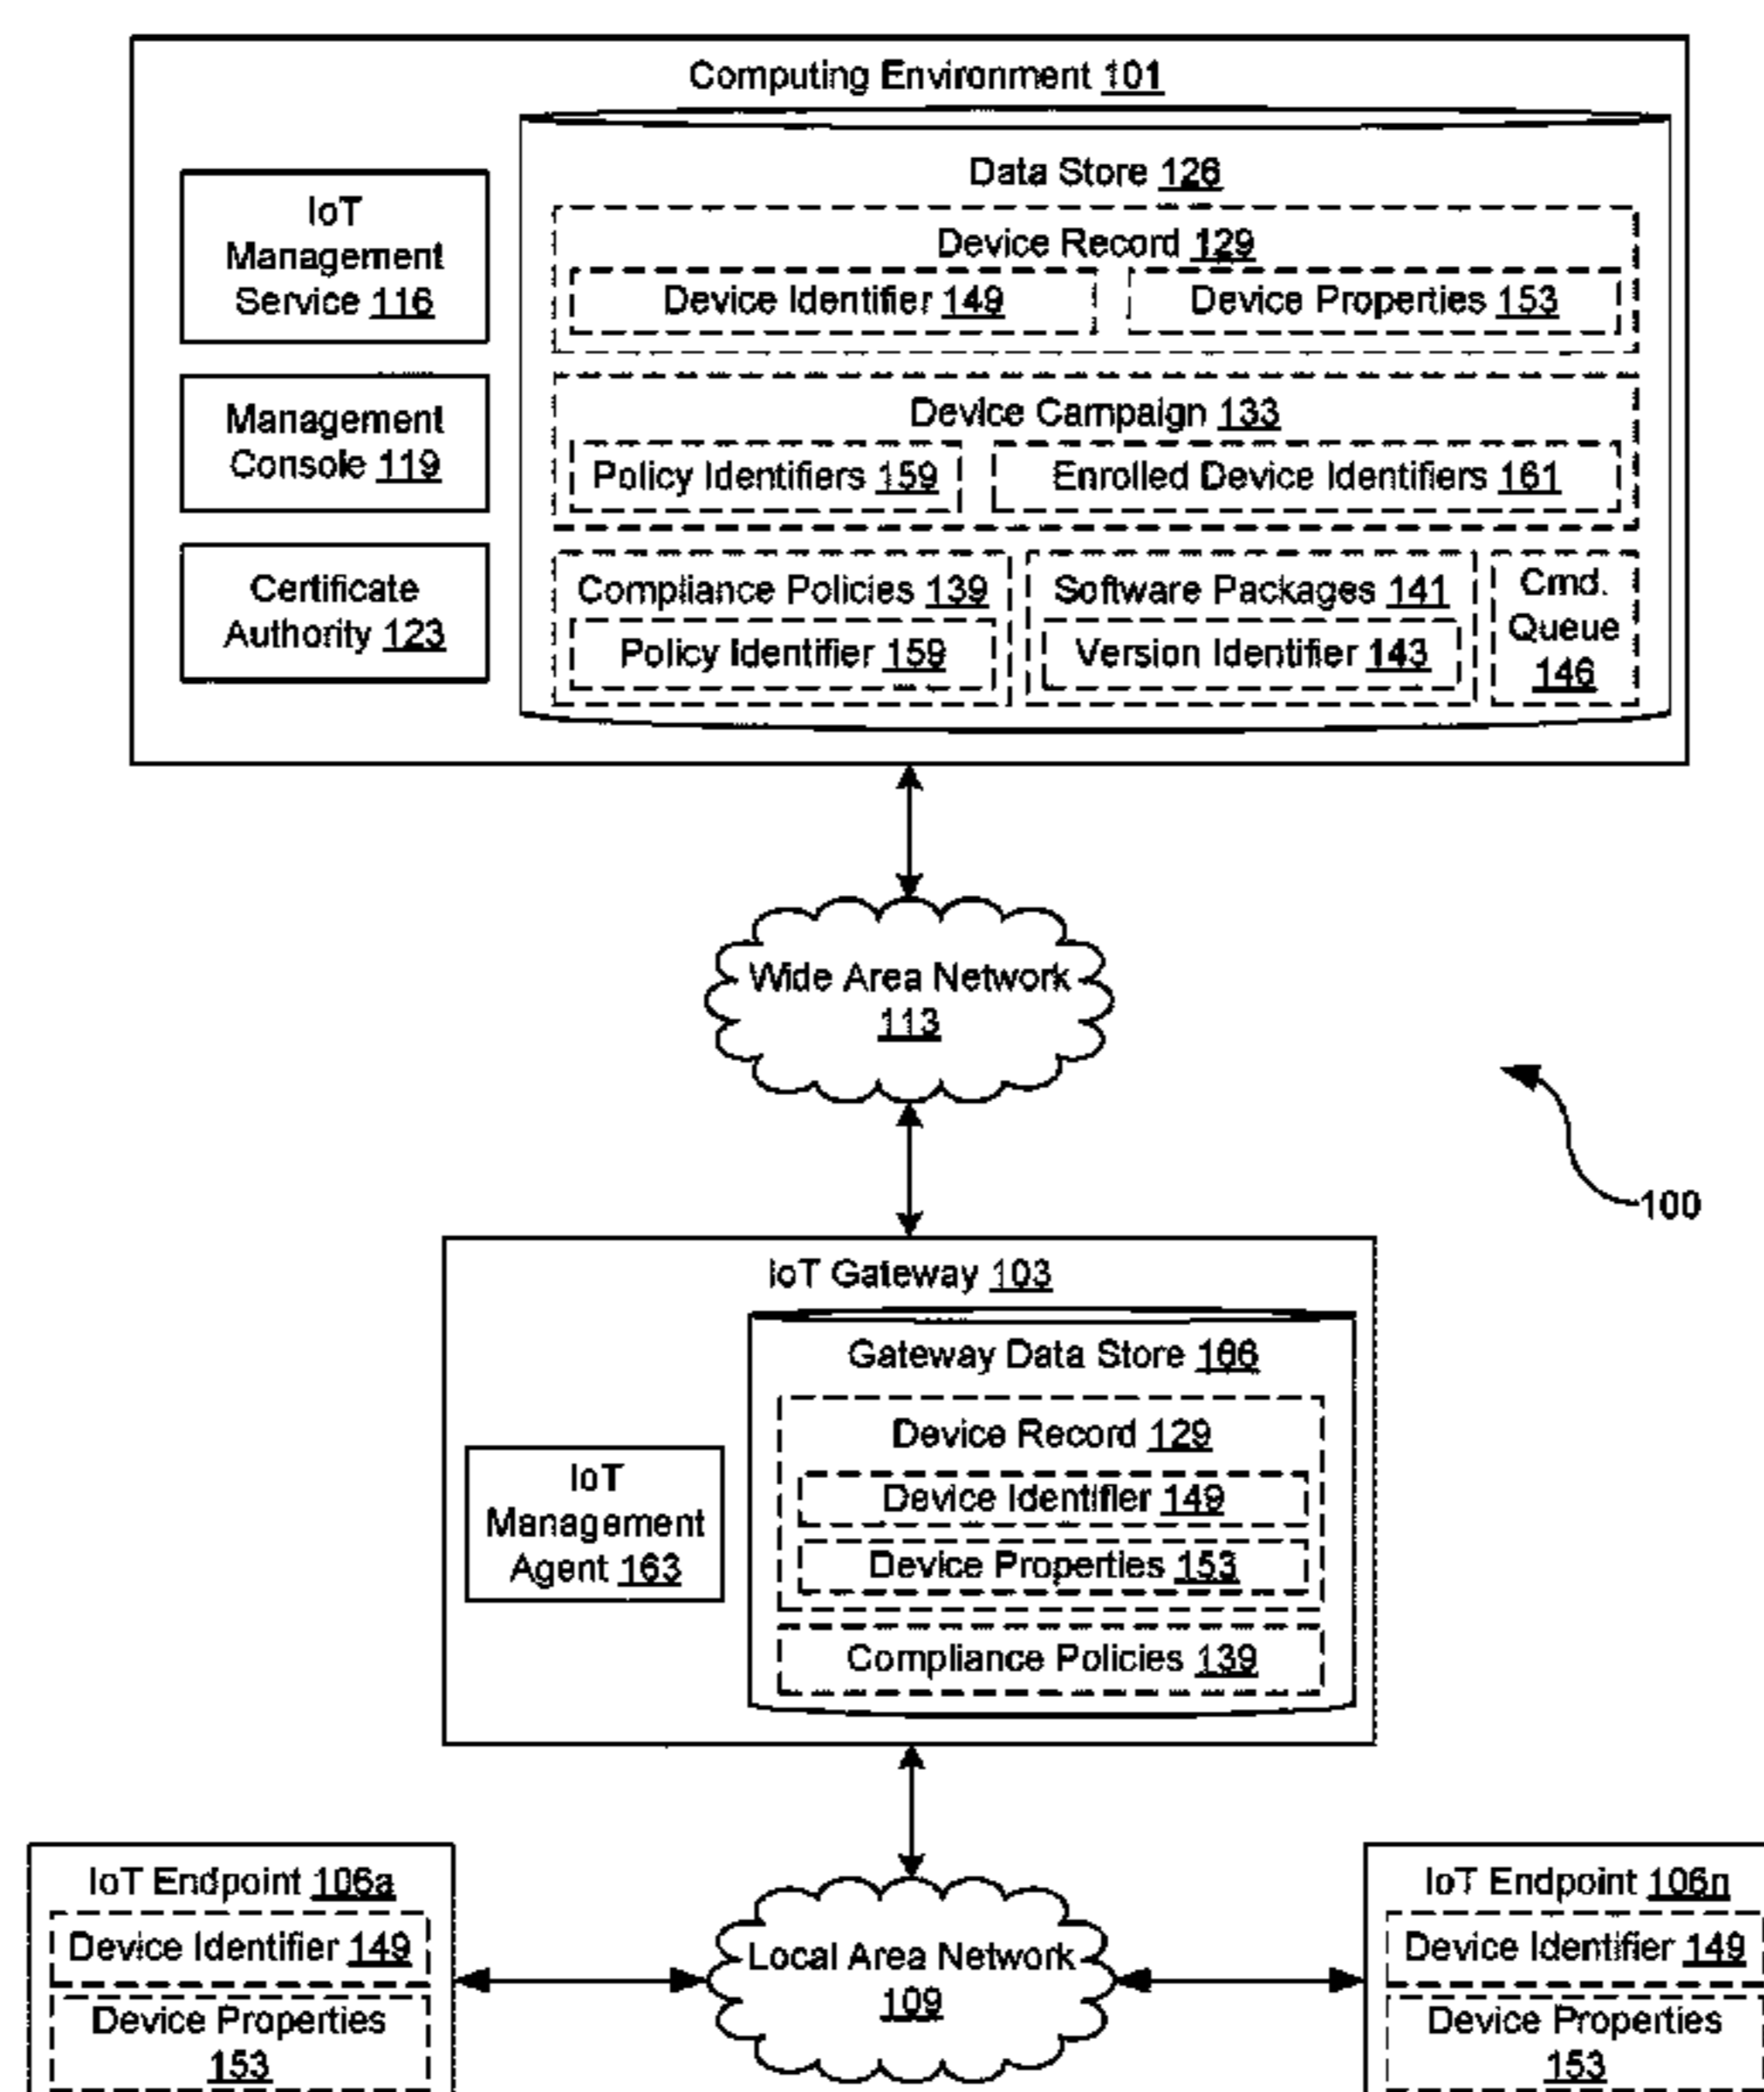 Computing Environment 101
Data Store 126
IoT
Management
Service 116
Device Record 129
Device Identifier 149
Device Properties 153
Management
Console 119
Device Campaign 133
Policy Identifiers 159
Enrolled Device Identifiers 161
Certificate
Authority 123
Compliance Policies 139
Policy Identifier 159
Software Packages 141
Version Identifier 143
Cmd.
Queue
146
Wide Area Network
113
100
IoT Gateway 103
Gateway Data Store 166
IoT
Management
Agent 163
Device Record 129
Device Identifier 149
Device Properties 153
Compliance Policies 139
IoT Endpoint 106a
Device Identifier 149
Device Properties
153
Local Area Network
109
IoT Endpoint 106n
Device Identifier 149
Device Properties
153